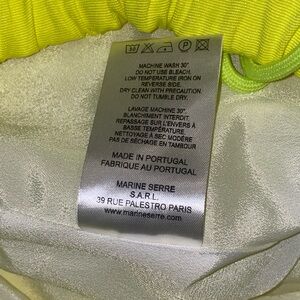 MACHINE WASH 30°
DO NOT USE BLEACH.
LOW TEMPERATURE IRON ON
REVERSE SIDE.
DRY CLEAN WITH PRECAUTION
DO NOT TUMBLE DRY.
LAVAGE MACHINE 30°.
BLANCHIMENT INTERDIT
REPASSAGE SUR L'ENVERS À
BASSE TEMPÉRATURE
NETTOYAGE À SEC MODÉRÉ
PAS DE SÉCHAGE EN TAMBOUR
MADE IN PORTUGAL
FABRIQUE AU PORTUGAL
MARINE SERRE
S.A.R.L.
39 RUE PALESTRO PARIS
www.marineserre.com